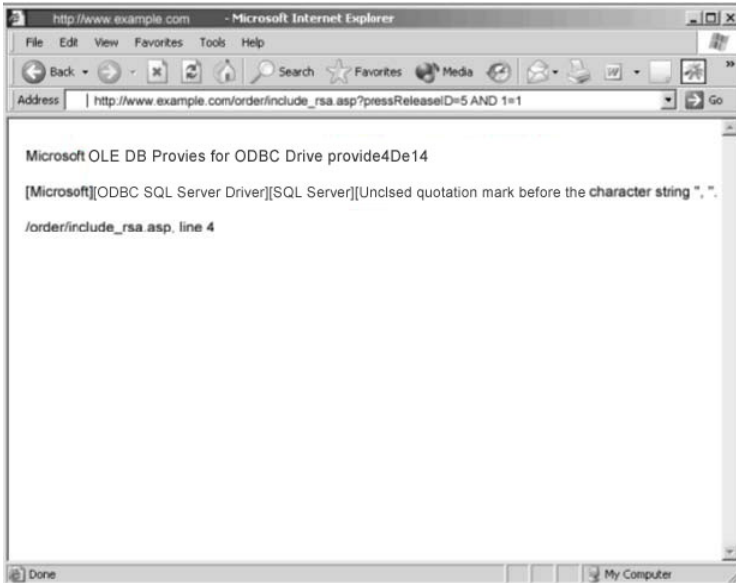 http://www.example.com - Microsoft Internet Explorer
File Edit View Favorites Tools Help
Back Search Favorites Media
Address http://www.example.com/order/include_rsa.asp?pressReleaseID=5 AND 1=1 Go
Microsoft OLE DB Provies for ODBC Drive provide4De14
[Microsoft][ODBC SQL Server Driver][SQL Server][Unclsed quotation mark before the character string ", ".
/order/include_rsa.asp, line 4
Done My Computer